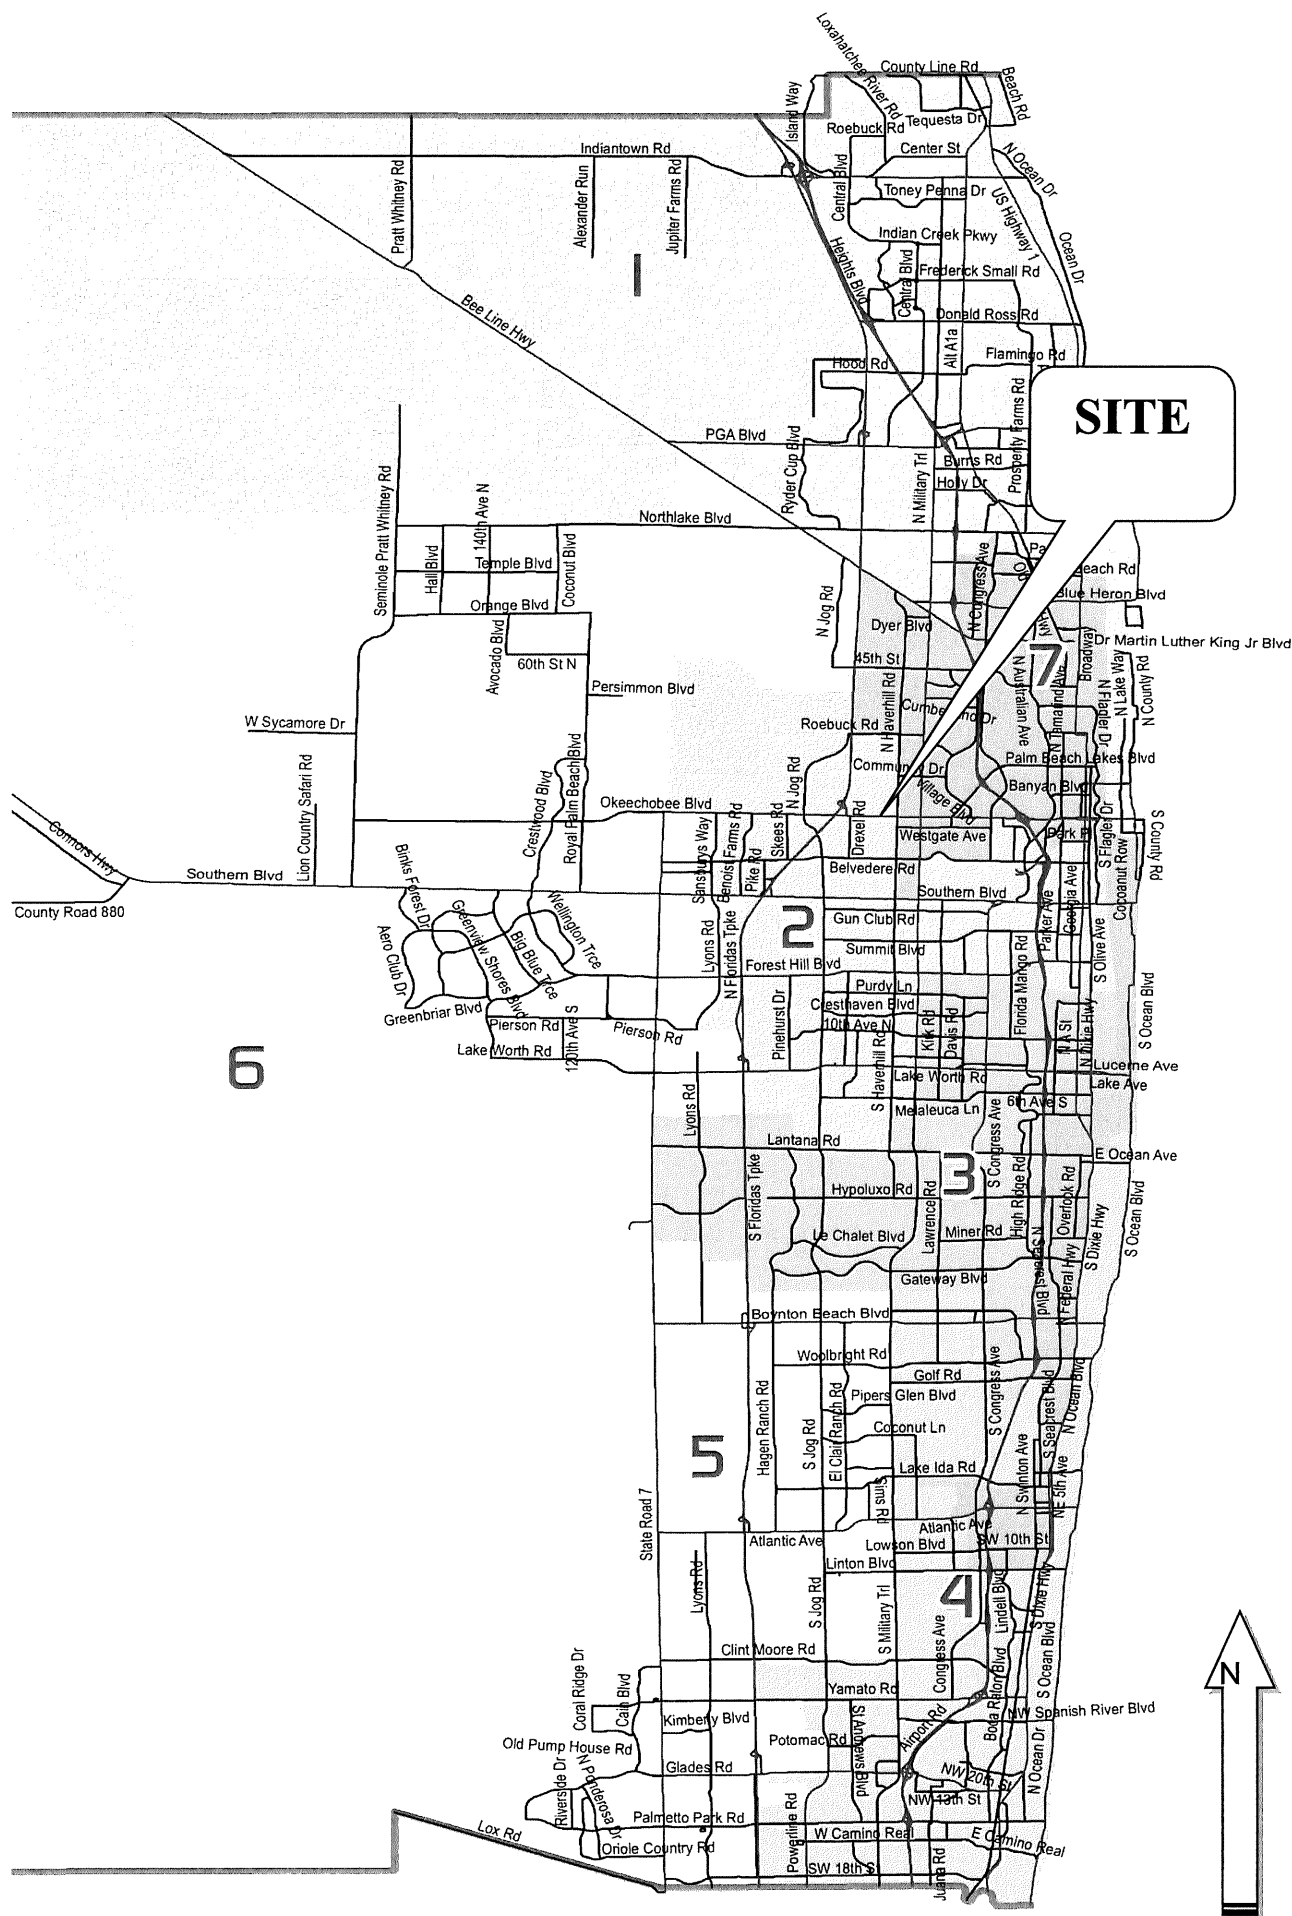 Loxahatchee River Rd
County Line Rd
Beach Rd
Island Way
Tequesta Dr
Roebuck Rd
Center St
Indiantown Rd
N Ocean Dr
Pratt Whitney Rd
Alexander Run
Jupiter Farms Rd
Central Blvd
Toney Penna Dr
US Highway 1
Indian Creek Pkwy
Ocean Dr
Heights Blvd
Central Blvd
Frederick Small Rd
1
Bee Line Hwy
Donald Ross Rd
Alt A1a
Flamingo Rd
Hood Rd
SITE
Prosperity Farms Rd
PGA Blvd
Ryder Cup Blvd
N Military Trl
Burns Rd
Holly Dr
Seminole Pratt Whitney Rd
140th Ave N
Northlake Blvd
Hall Blvd
Temple Blvd
Coconut Blvd
N Congress Ave
Pa
Old
each Rd
Orange Blvd
Blue Heron Blvd
N Jog Rd
Dyer Blvd
Hwy
Avocado Blvd
60th St N
45th St
7
Broadway
Dr Martin Luther King Jr Blvd
Persimmon Blvd
N Haverhill Rd
N Australian Ave
N Tamarind Ave
N Flagler Dr
N Lake Way
N County Rd
W Sycamore Dr
Roebuck Rd
Cumbe
nd Dr
Lion Country Safari Rd
Royal Palm Beach Blvd
Crestwood Blvd
N Jog Rd
Commun
Dr
Palm Beach Lakes Blvd
Village Blvd
Banyan Blvd
Okeechobee Blvd
Connors Hwy
Sansburys Way
Benoist Farms Rd
Skees Rd
Drexel Rd
Westgate Ave
Park Pl
S Flagler Dr
S County Rd
Pike Rd
Belvedere Rd
Southern Blvd
Southern Blvd
Cocoanut Row
County Road 880
Binks Forest Dr
Greenview Shores Blvd
Wellington Trce
Big Blue Trce
Aero Club Dr
2
Gun Club Rd
Parker Ave
Georgia Ave
Lyons Rd
N Floridas Tpke
Summit Blvd
Forest Hill Blvd
Florida Mango Rd
S Olive Ave
Greenbriar Blvd
Pierson Rd
Pierson Rd
Purdy Ln
Cresthaven Blvd
10th Ave N
Pinehurst Dr
Kirk Rd
Davis Rd
N A St
N Dixie Hwy
S Ocean Blvd
Lake Worth Rd
120th Ave S
6
S Haverhill Rd
Lake Worth Rd
Lucerne Ave
Lake Ave
Lyons Rd
Melaleuca Ln
6th Ave S
Lantana Rd
S Congress Ave
E Ocean Ave
3
S Floridas Tpke
Hypoluxo Rd
Lawrence Rd
High Ridge Rd
Overlook Rd
Le Chalet Blvd
Miner Rd
S Dixie Hwy
S Ocean Blvd
Gateway Blvd
N Seacrest Blvd
N Federal Hwy
Boynton Beach Blvd
Woolbright Rd
Golf Rd
S Congress Ave
Hagen Ranch Rd
Pipers Glen Blvd
S Seacrest Blvd
N Ocean Blvd
S Jog Rd
El Clair Ranch Rd
Coconut Ln
5
Lake Ida Rd
N Swinton Ave
NE 5th Ave
Sims Rd
State Road 7
Atlantic Ave
Atlantic Ave
SW 10th St
Lowson Blvd
Linton Blvd
Lyons Rd
S Jog Rd
S Military Trl
4
Lindell Blvd
S Dixie Hwy
Clint Moore Rd
Congress Ave
S Ocean Blvd
Coral Ridge Dr
Cain Blvd
Yamato Rd
Boca Raton Blvd
N
Kimberly Blvd
St Andrews Blvd
Airport Rd
NW Spanish River Blvd
Old Pump House Rd
Potomac Rd
Glades Rd
NW 20th St
N Ocean Dr
Riverside Dr
N Ponderosa Dr
NW 13th St
Palmetto Park Rd
Powerline Rd
Lox Rd
W Camino Real
E Camino Real
Oriole Country Rd
SW 18th S
Juana Rd